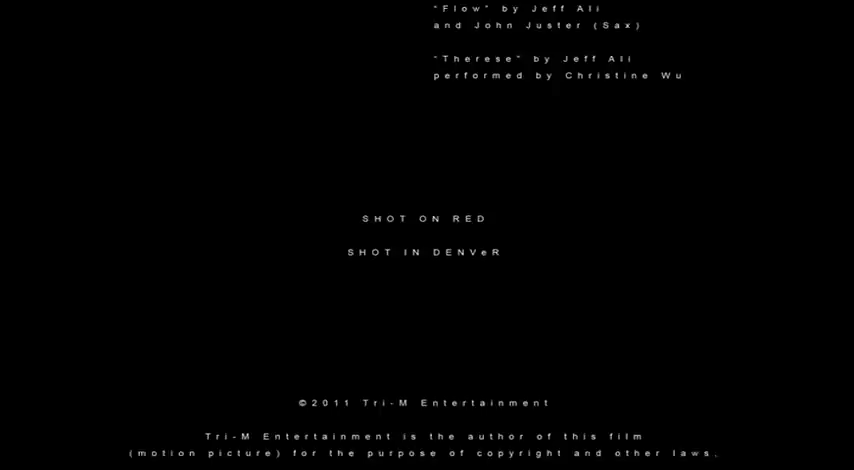 "Flow" by Jeff Ali
and John Juster (Sax)
"Therese" by Jeff Ali
performed by Christine Wu
SHOT ON RED
SHOT IN DENVeR
©2011 Tri-M Entertainment
Tri-M Entertainment is the author of this film
(motion picture) for the purpose of copyright and other laws.